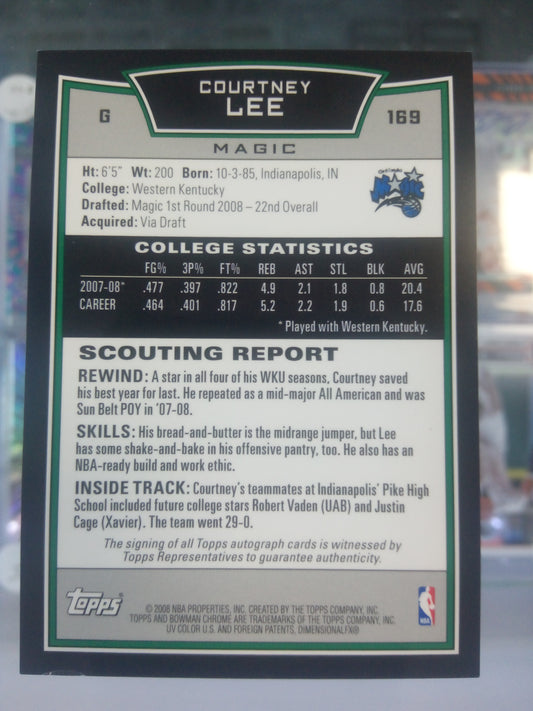 COURTNEY
LEE
G
169
MAGIC
Ht: 6'5" Wt: 200 Born: 10-3-85, Indianapolis, IN
College: Western Kentucky
Drafted: Magic 1st Round 2008 – 22nd Overall
Acquired: Via Draft
MAGIC
COLLEGE STATISTICS
FG% 3P% FT% REB AST STL BLK AVG
2007-08* .477 .397 .822 4.9 2.1 1.8 0.8 20.4
CAREER .464 .401 .817 5.2 2.2 1.9 0.6 17.6
* Played with Western Kentucky.
SCOUTING REPORT
REWIND: A star in all four of his WKU seasons, Courtney saved
his best year for last. He repeated as a mid-major All American and was
Sun Belt POY in '07-08.
SKILLS: His bread-and-butter is the midrange jumper, but Lee
has some shake-and-bake in his offensive pantry, too. He also has an
NBA-ready build and work ethic.
INSIDE TRACK: Courtney's teammates at Indianapolis' Pike High
School included future college stars Robert Vaden (UAB) and Justin
Cage (Xavier). The team went 29-0.
The signing of all Topps autograph cards is witnessed by
Topps Representatives to guarantee authenticity.
Topps
© 2008 NBA PROPERTIES, INC. CREATED BY THE TOPPS COMPANY, INC.
TOPPS AND BOWMAN CHROME ARE TRADEMARKS OF THE TOPPS COMPANY, INC.
UV COLOR U.S. AND FOREIGN PATENTS, DIMENSIONALFX®
NBA